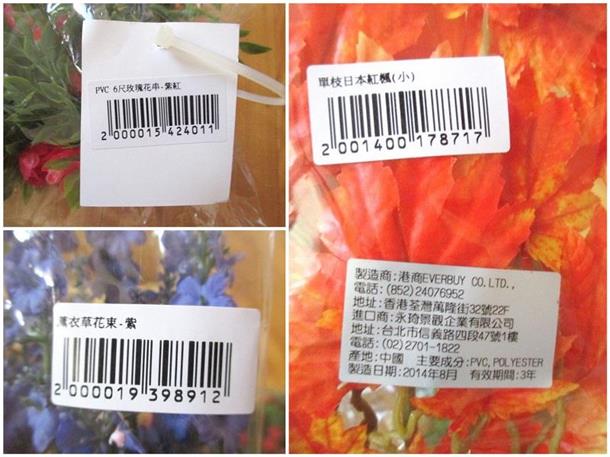 PVC 6尺玫瑰花串-紫紅
2 000015 424011
單枝日本紅楓(小)
2 001400 178717
薰衣草花束-紫
2 000019 398912
製造商:港商EVERBUY CO.LTD.,
電話:(852)24076952
地址:香港荃灣萬隆街32號22F
進口商:永琦景觀企業有限公司
地址:台北市信義路四段47號1樓
電話:(02)2701-1822
產地:中國 主要成分:PVC,POLYESTER
製造日期:2014年8月 有效期間:3年